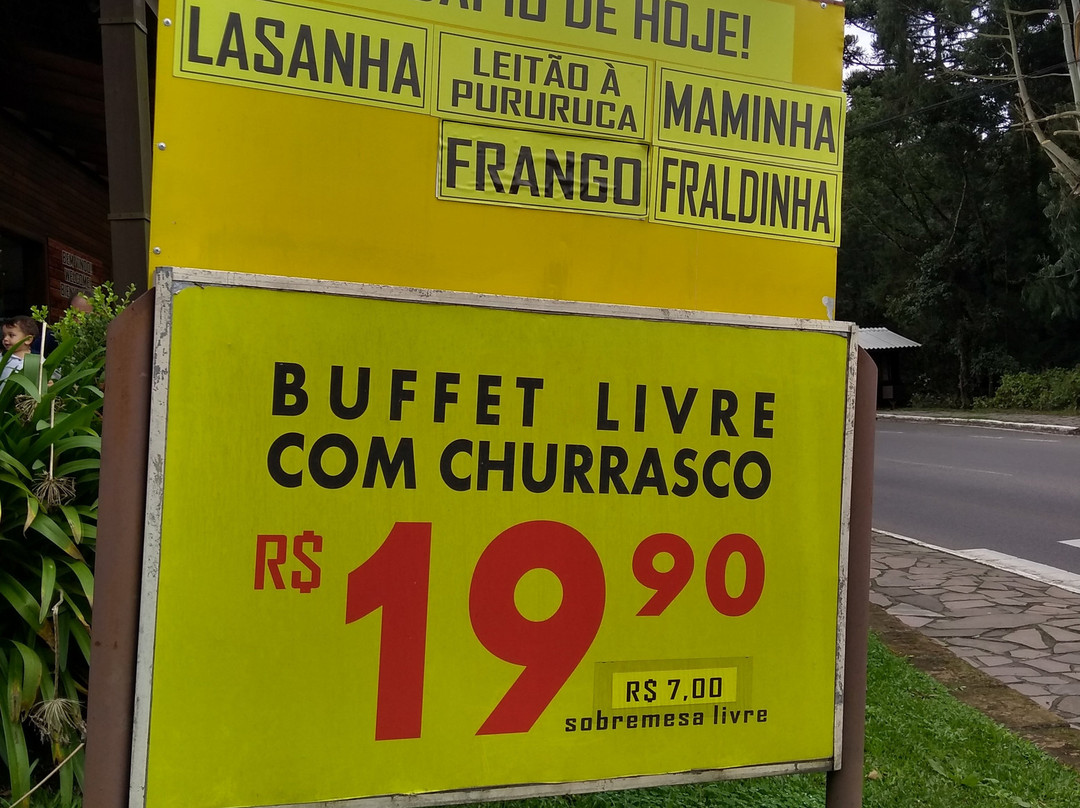 DE HOJE!
LASANHA
LEITÃO À
PURURUCA
MAMINHA
FRANGO
FRALDINHA
BUFFET LIVRE
COM CHURRASCO
R$ 19 90
R$ 7,00
sobremesa livre